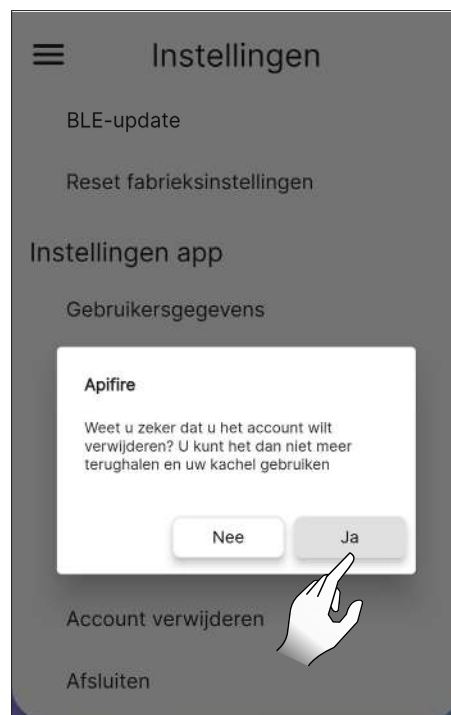 Instellingen
BLE-update
Reset fabrieksinstellingen
Instellingen app
Gebruikersgegevens
Apifire
Weet u zeker dat u het account wilt
verwijderen? U kunt het dan niet meer
terughalen en uw kachel gebruiken
Nee
Ja
Account verwijderen
Afsluiten